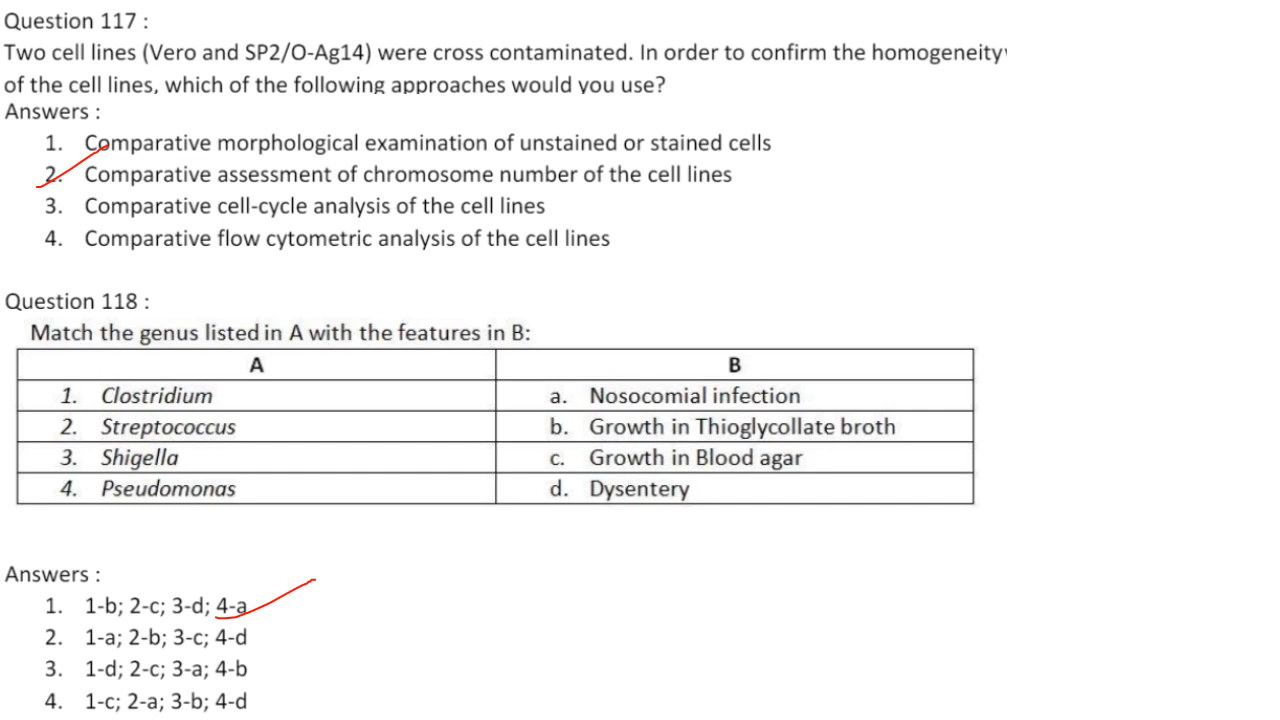 Question 117 :
Two cell lines (Vero and SP2/O-Ag14) were cross contaminated. In order to confirm the homogeneity
of the cell lines, which of the following approaches would you use?
Answers :
1. Comparative morphological examination of unstained or stained cells
2. Comparative assessment of chromosome number of the cell lines
3. Comparative cell-cycle analysis of the cell lines
4. Comparative flow cytometric analysis of the cell lines
Question 118 :
Match the genus listed in A with the features in B:
A B
1. Clostridium a. Nosocomial infection
2. Streptococcus b. Growth in Thioglycollate broth
3. Shigella c. Growth in Blood agar
4. Pseudomonas d. Dysentery
Answers :
1. 1-b; 2-c; 3-d; 4-a
2. 1-a; 2-b; 3-c; 4-d
3. 1-d; 2-c; 3-a; 4-b
4. 1-c; 2-a; 3-b; 4-d